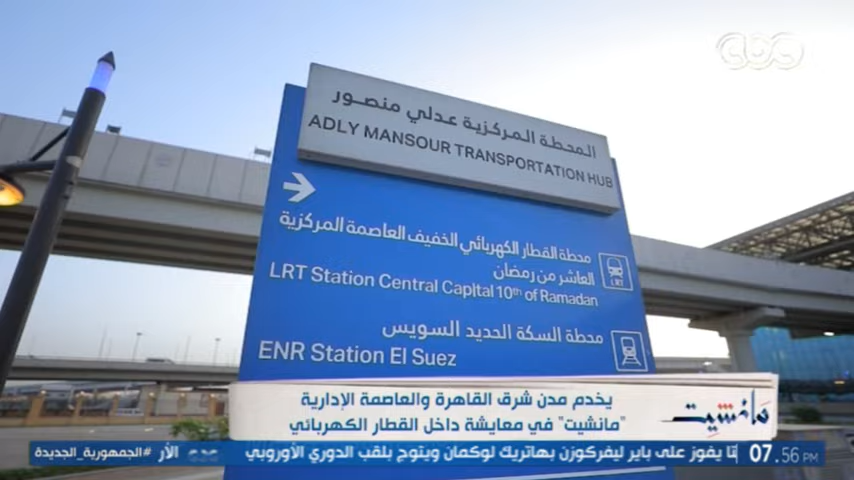 cbc
المحطة المركزية عدلي منصور
ADLY MANSOUR TRANSPORTATION HUB
محطة القطار الكهربائي الخفيف العاصمة المركزية
العاشر من رمضان
LRT
LRT Station Central Capital 10th of Ramadan
محطة السكة الحديد السويس
ENR Station El Suez
يخدم مدن شرق القاهرة والعاصمة الإدارية
"مانشيت" في معايشة داخل القطار الكهربائي
مانشيت
07.56 PM
تا يفوز على باير ليفركوزن بهاتريك لوكمان ويتوج بلقب الدوري الأوروبي
cbc
الأر
#الجمهورية_الجديدة